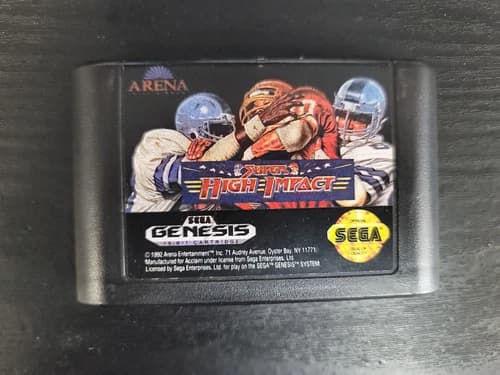 ARENA
SUPER
HIGH IMPACT
SEGA
GENESIS
16-BIT CARTRIDGE
SEGA
© 1992 Arena Entertainment™ Inc. 71 Audrey Avenue, Oyster Bay, NY 11771.
Manufactured for Acclaim under license from Sega Enterprises Ltd.
Licensed by Sega Enterprises, Ltd. for play on the SEGA™ GENESIS™ SYSTEM.